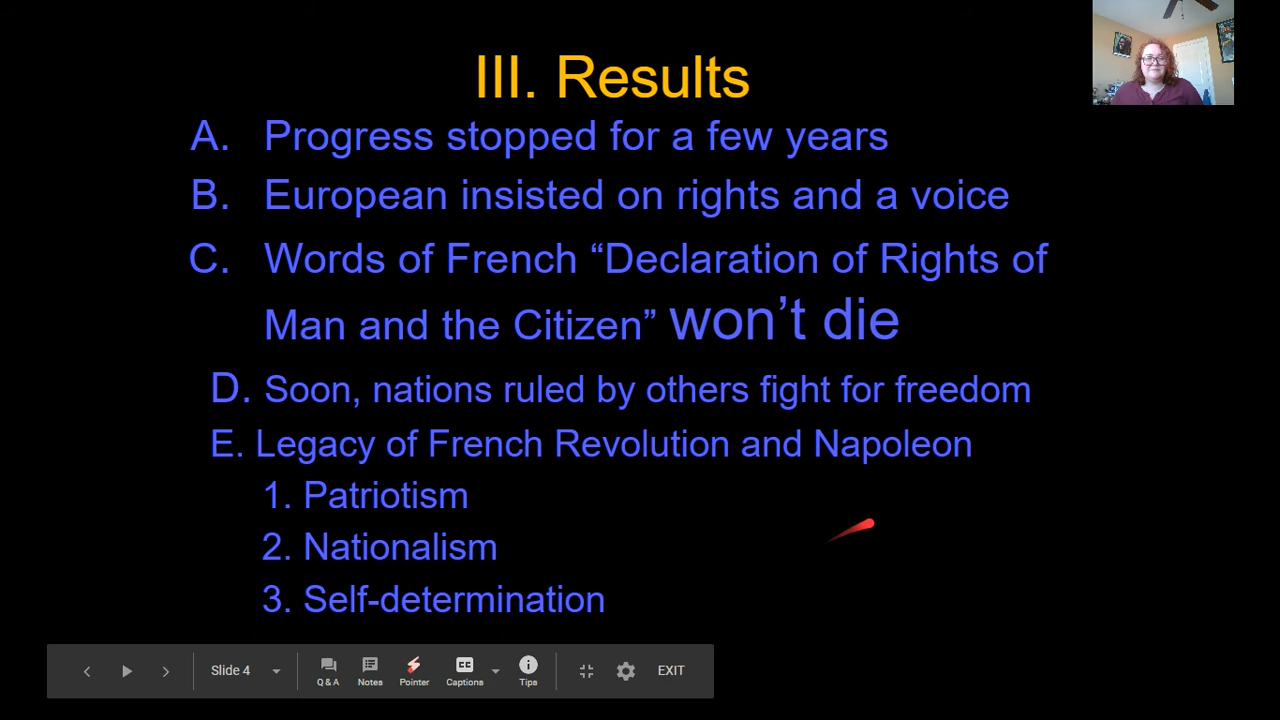 III. Results
A. Progress stopped for a few years
B. European insisted on rights and a voice
C. Words of French “Declaration of Rights of
Man and the Citizen” won’t die
D. Soon, nations ruled by others fight for freedom
E. Legacy of French Revolution and Napoleon
1. Patriotism
2. Nationalism
3. Self-determination
Slide 4 Q & A Notes Pointer CC Captions Tips EXIT